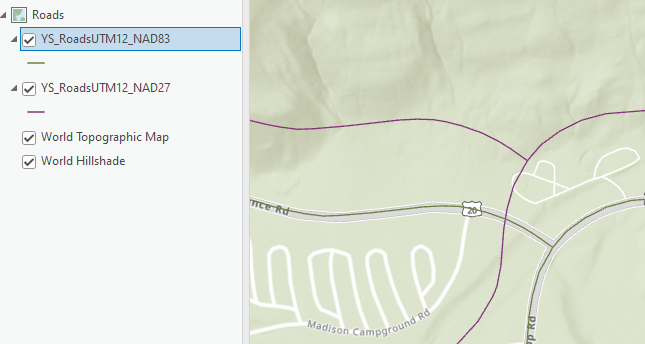 Roads
YS_RoadsUTM12_NAD83
YS_RoadsUTM12_NAD27
World Topographic Map
World Hillshade
nce Rd
20
Madison Campground Rd
p Rd